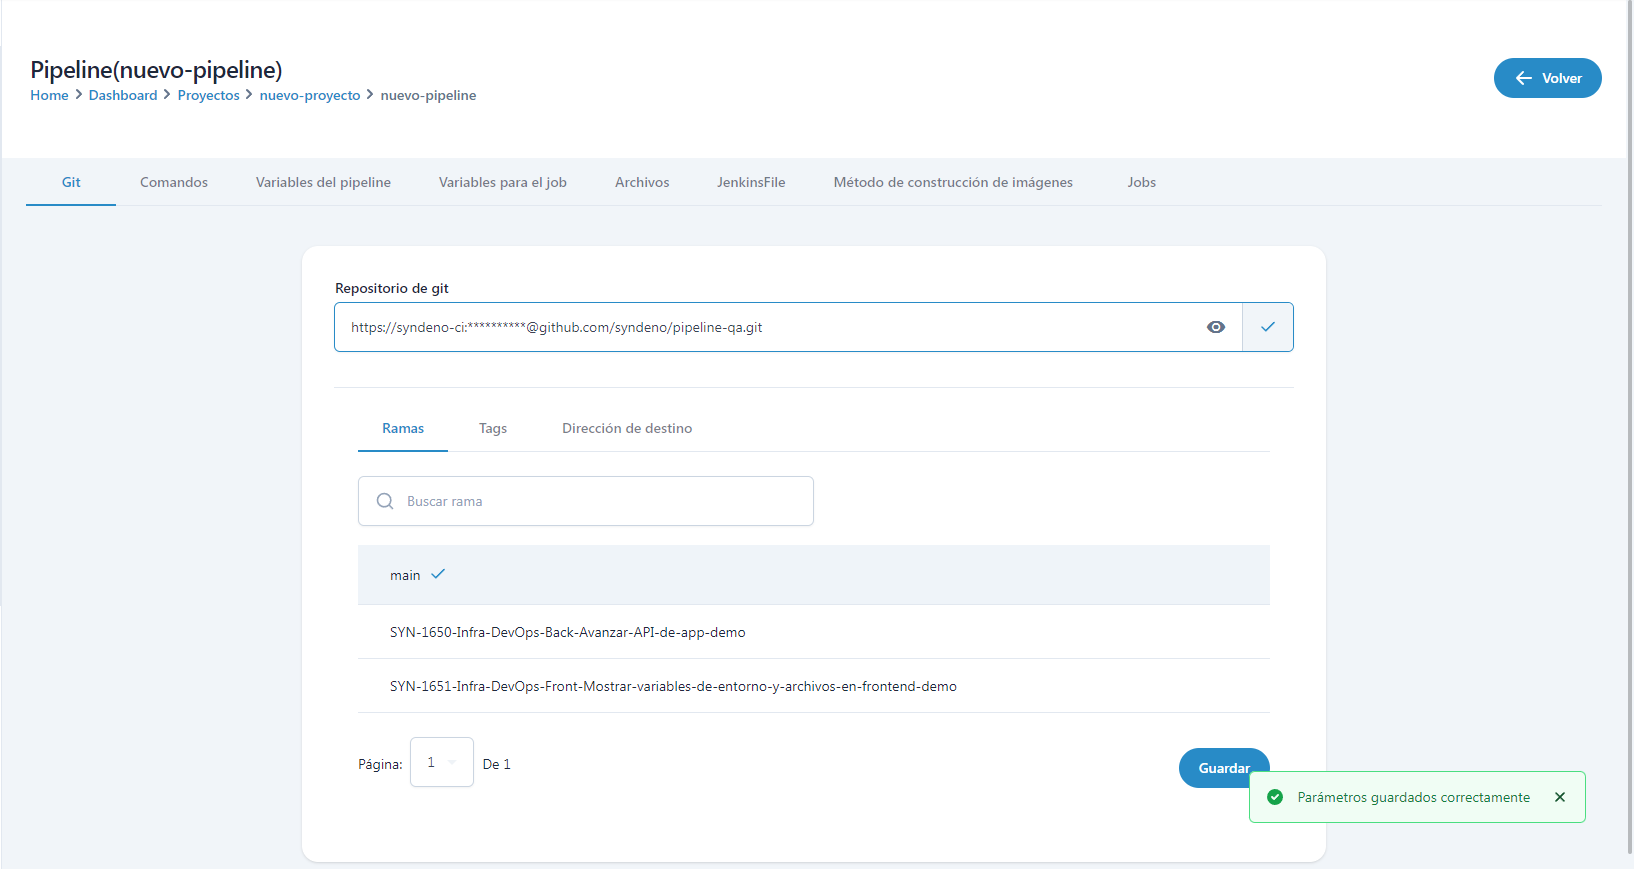 Pipeline(nuevo-pipeline)
Home > Dashboard > Proyectos > nuevo-proyecto > nuevo-pipeline
Volver
Git Comandos Variables del pipeline Variables para el job Archivos JenkinsFile Método de construcción de imágenes Jobs
Repositorio de git
https://syndeno-ci:**********@github.com/syndeno/pipeline-qa.git
Ramas Tags Dirección de destino
Buscar rama
main
SYN-1650-Infra-DevOps-Back-Avanzar-API-de-app-demo
SYN-1651-Infra-DevOps-Front-Mostrar-variables-de-entorno-y-archivos-en-frontend-demo
Página: 1 De 1
Guardar
Parámetros guardados correctamente